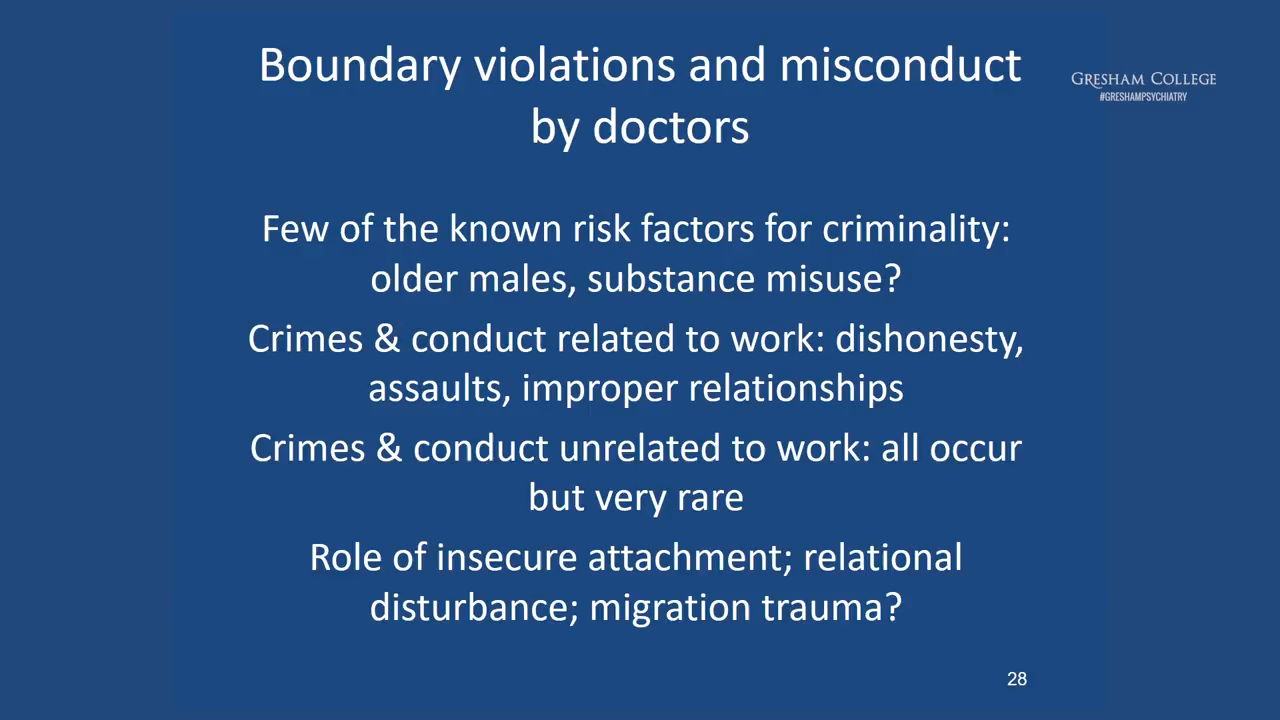 Boundary violations and misconduct
by doctors
GRESHAM COLLEGE
#GRESHAMPSYCHIATRY
Few of the known risk factors for criminality:
older males, substance misuse?
Crimes & conduct related to work: dishonesty,
assaults, improper relationships
Crimes & conduct unrelated to work: all occur
but very rare
Role of insecure attachment; relational
disturbance; migration trauma?
28